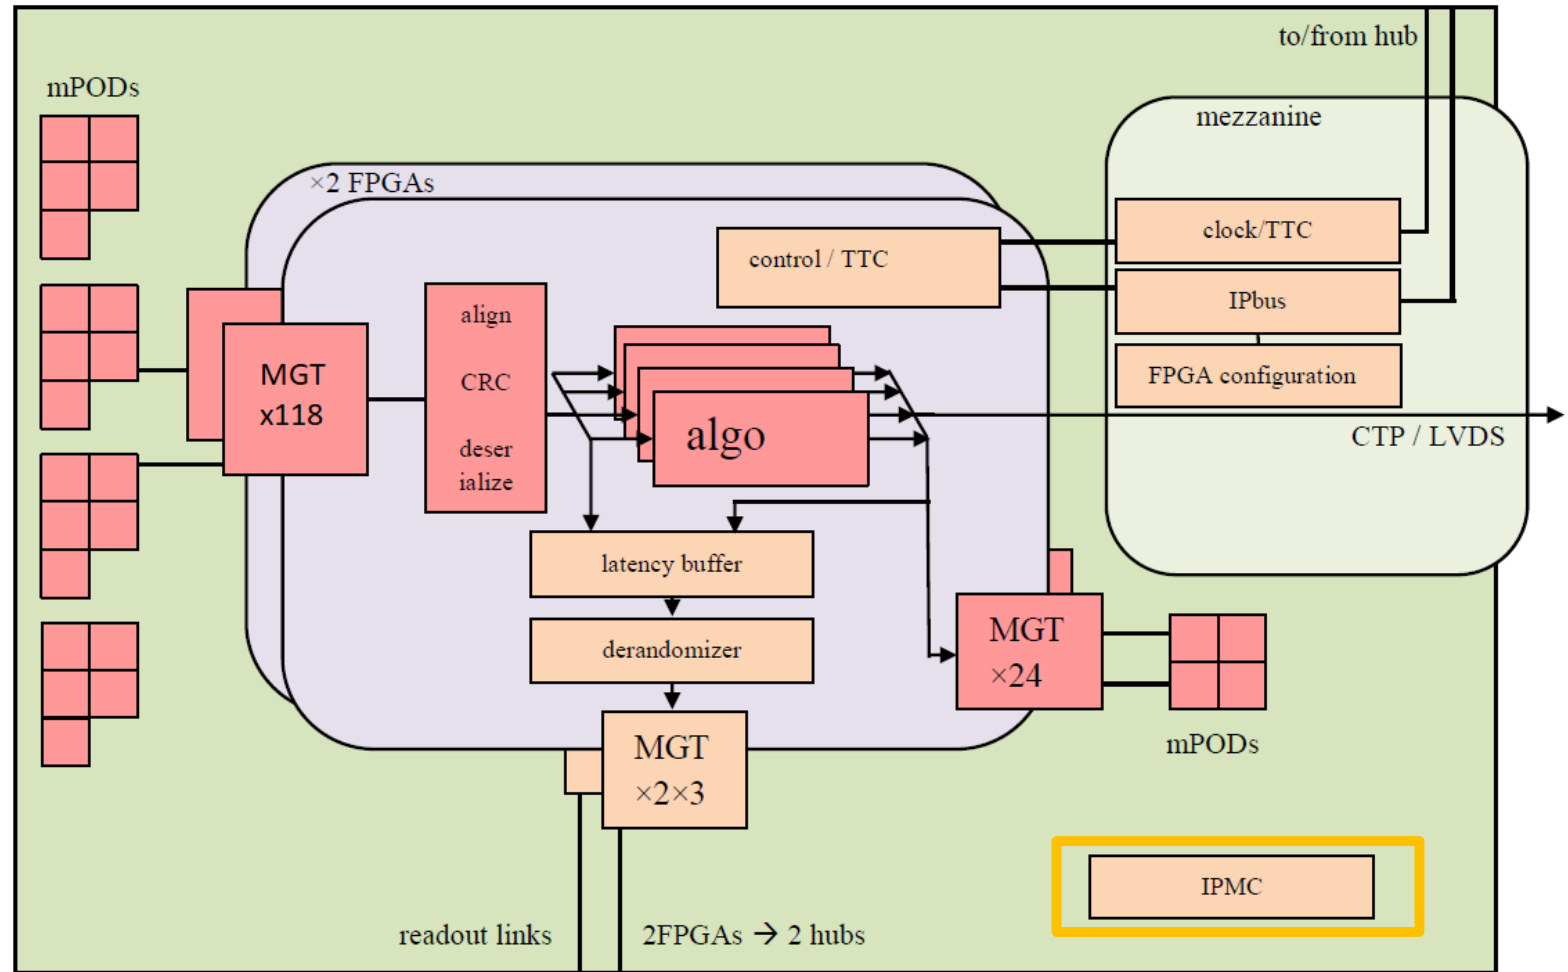 to/from hub
mPODs
mezzanine
×2 FPGAs
clock/TTC
control / TTC
IPbus
align
CRC
deser
ialize
MGT
x118
FPGA configuration
algo
CTP / LVDS
latency buffer
derandomizer
MGT
×24
mPODs
MGT
×2×3
IPMC
readout links
2FPGAs → 2 hubs